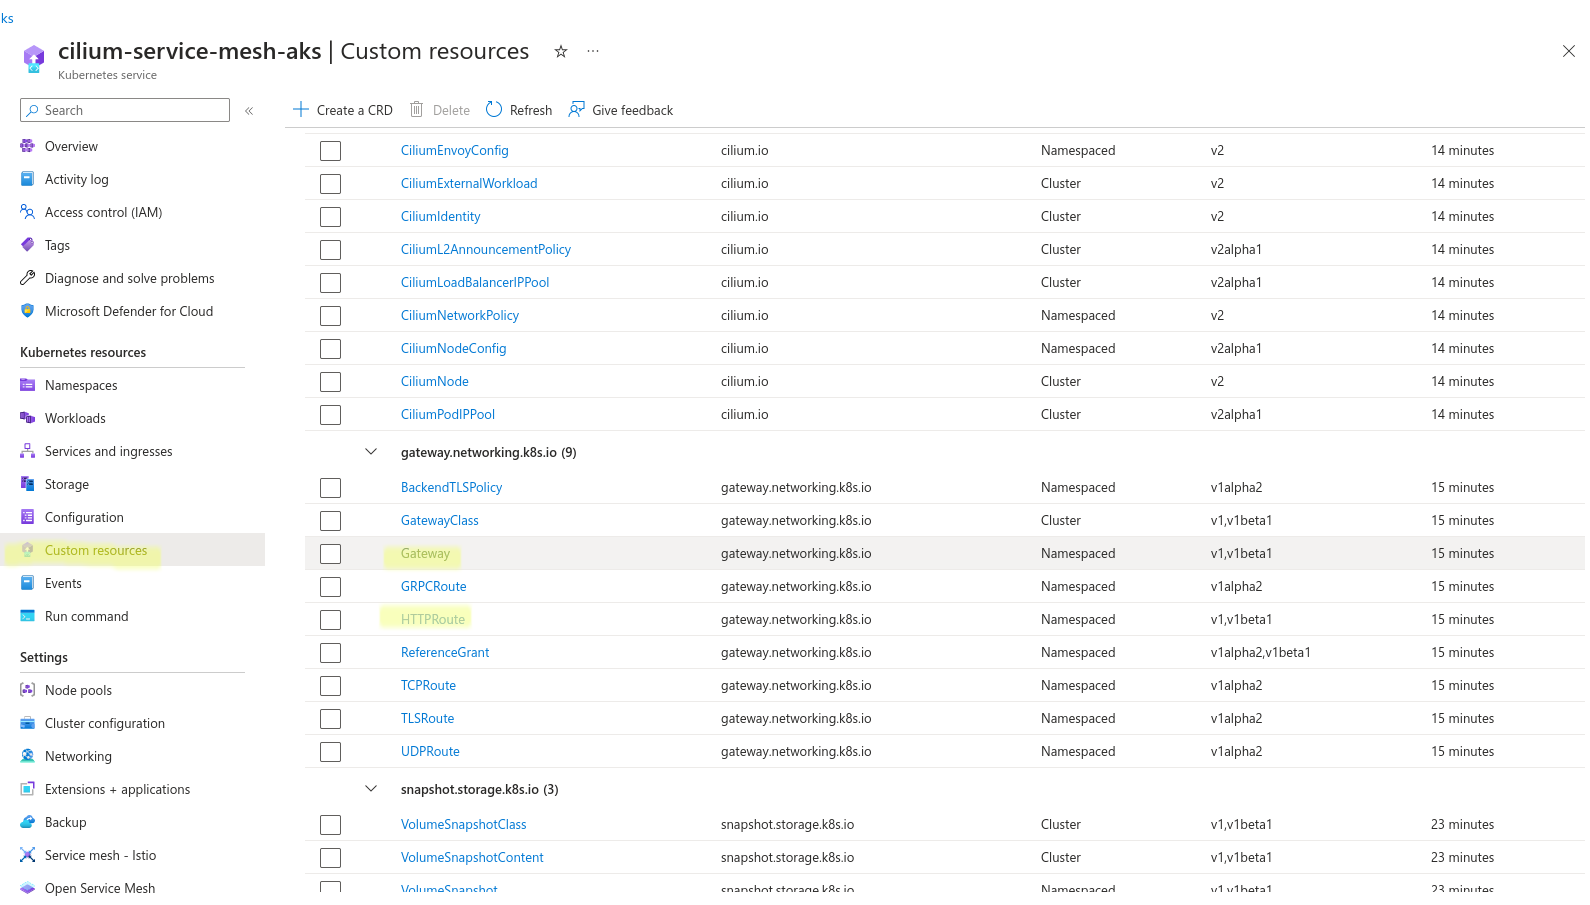 ks
cilium-service-mesh-aks | Custom resources
Kubernetes service
Search
Overview
Activity log
Access control (IAM)
Tags
Diagnose and solve problems
Microsoft Defender for Cloud
Kubernetes resources
Namespaces
Workloads
Services and ingresses
Storage
Configuration
Custom resources
Events
Run command
Settings
Node pools
Cluster configuration
Networking
Extensions + applications
Backup
Service mesh - Istio
Open Service Mesh
Create a CRD Delete Refresh Give feedback
CiliumEnvoyConfig cilium.io Namespaced v2 14 minutes
CiliumExternalWorkload cilium.io Cluster v2 14 minutes
CiliumIdentity cilium.io Cluster v2 14 minutes
CiliumL2AnnouncementPolicy cilium.io Cluster v2alpha1 14 minutes
CiliumLoadBalancerIPPool cilium.io Cluster v2alpha1 14 minutes
CiliumNetworkPolicy cilium.io Namespaced v2 14 minutes
CiliumNodeConfig cilium.io Namespaced v2alpha1 14 minutes
CiliumNode cilium.io Cluster v2 14 minutes
CiliumPodIPPool cilium.io Cluster v2alpha1 14 minutes
gateway.networking.k8s.io (9)
BackendTLSPolicy gateway.networking.k8s.io Namespaced v1alpha2 15 minutes
GatewayClass gateway.networking.k8s.io Cluster v1,v1beta1 15 minutes
Gateway gateway.networking.k8s.io Namespaced v1,v1beta1 15 minutes
GRPCRoute gateway.networking.k8s.io Namespaced v1alpha2 15 minutes
HTTPRoute gateway.networking.k8s.io Namespaced v1,v1beta1 15 minutes
ReferenceGrant gateway.networking.k8s.io Namespaced v1alpha2,v1beta1 15 minutes
TCPRoute gateway.networking.k8s.io Namespaced v1alpha2 15 minutes
TLSRoute gateway.networking.k8s.io Namespaced v1alpha2 15 minutes
UDPRoute gateway.networking.k8s.io Namespaced v1alpha2 15 minutes
snapshot.storage.k8s.io (3)
VolumeSnapshotClass snapshot.storage.k8s.io Cluster v1,v1beta1 23 minutes
VolumeSnapshotContent snapshot.storage.k8s.io Cluster v1,v1beta1 23 minutes
VolumeSnapshot snapshot.storage.k8s.io Namespaced v1,v1beta1 23 minutes